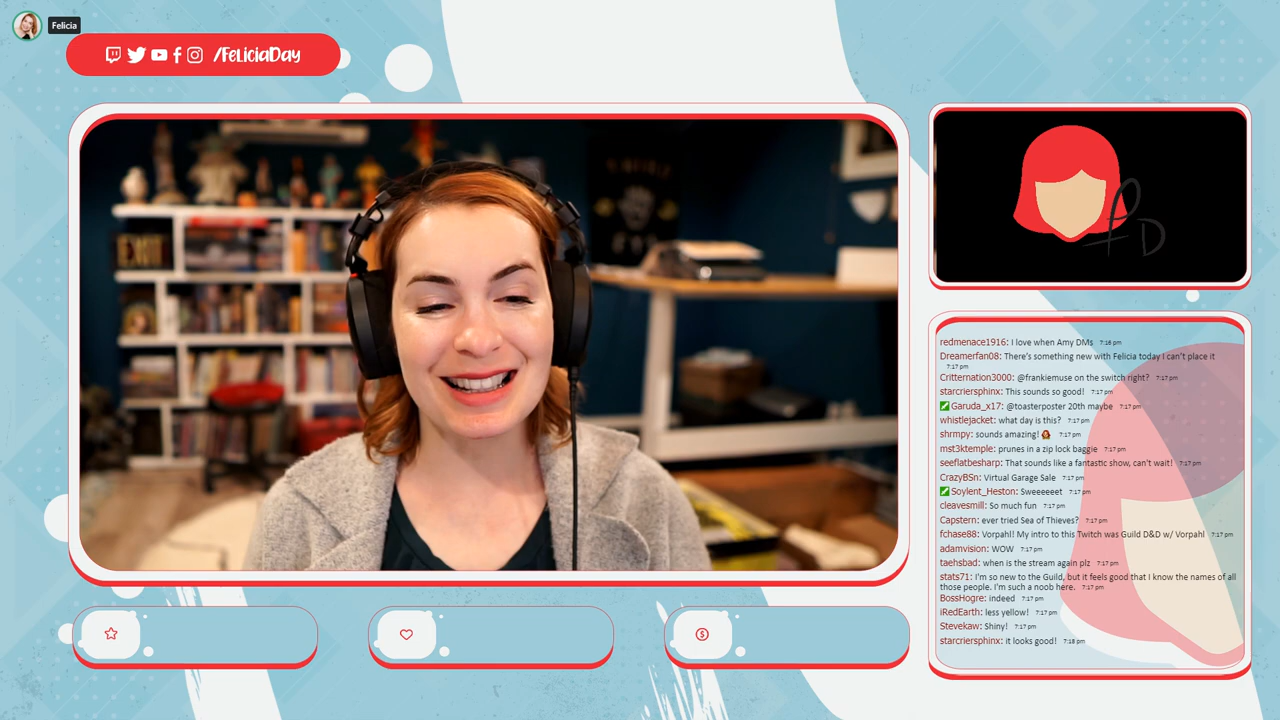 Felicia
/FeliciaDay
EXIT
redmenace1916: I love when Amy DMs 7:16 pm
Dreamerfan08: There's something new with Felicia today I can't place it
7:17 pm
Critternation3000: @frankiemuse on the switch right? 7:17 pm
starcriersphinx: This sounds so good! 7:17 pm
Garuda_x17: @toasterposter 20th maybe 7:17 pm
whistlejacket: what day is this? 7:17 pm
shrmpy: sounds amazing! 7:17 pm
mst3ktemple: prunes in a zip lock baggie 7:17 pm
seeflatbesharp: That sounds like a fantastic show, can't wait! 7:17 pm
CrazyBSn: Virtual Garage Sale 7:17 pm
Soylent_Heston: Sweeeeeet 7:17 pm
cleavesmill: So much fun 7:17 pm
Capstern: ever tried Sea of Thieves? 7:17 pm
fchase88: Vorpahl! My intro to this Twitch was Guild D&D w/ Vorpahl 7:17 pm
adamvision: WOW 7:17 pm
taehsbad: when is the stream again plz 7:17 pm
stats71: I'm so new to the Guild, but it feels good that I know the names of all
those people. I'm such a noob here. 7:17 pm
BossHogre: indeed 7:17 pm
iRedEarth: less yellow! 7:17 pm
Stevekaw: Shiny! 7:17 pm
starcriersphinx: it looks good! 7:18 pm